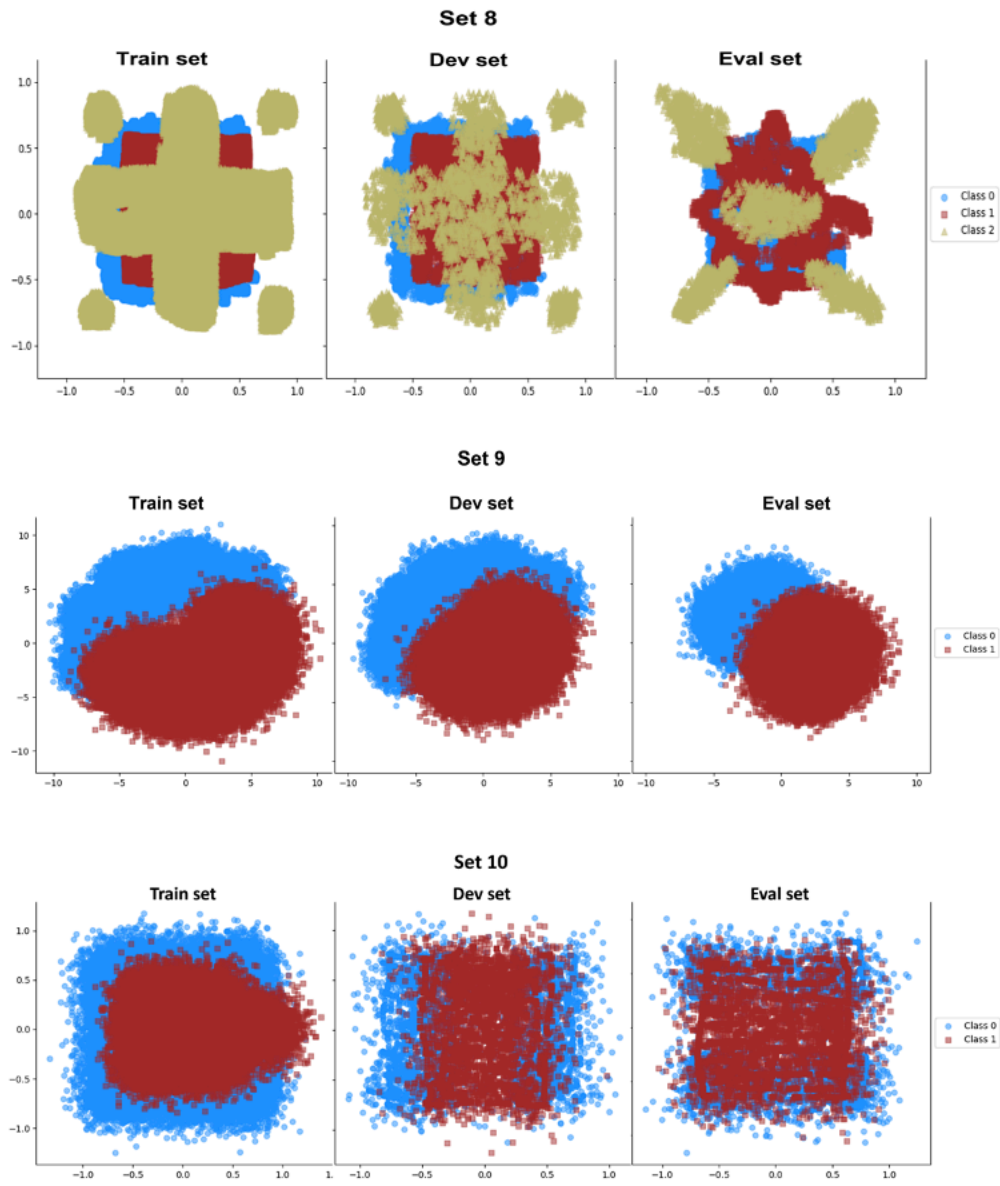 Set 8
Train set Dev set Eval set
1.0
0.5
0.0
−0.5
−1.0
Class 0
Class 1
Class 2
−1.0 −0.5 0.0 0.5 1.0 −1.0 −0.5 0.0 0.5 1.0 −1.0 −0.5 0.0 0.5 1.0
Set 9
Train set Dev set Eval set
10
5
0
−5
−10
Class 0
Class 1
−10 −5 0 5 10 −10 −5 0 5 10 −10 −5 0 5 10
Set 10
Train set Dev set Eval set
1.0
0.5
0.0
−0.5
−1.0
Class 0
Class 1
−1.0 −0.5 0.0 0.5 1.0 1. −1.0 −0.5 0.0 0.5 1.0 −1.0 −0.5 0.0 0.5 1.0